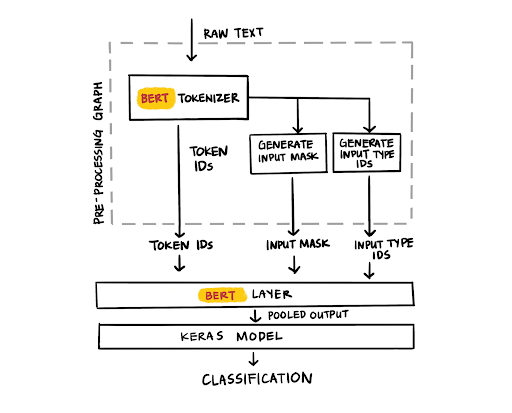 RAW TEXT
PRE-PROCESSING GRAPH
BERT TOKENIZER
TOKEN
IDs
GENERATE
INPUT MASK
GENERATE
INPUT TYPE
IDS
TOKEN IDs
INPUT MASK
INPUT TYPE
IDS
BERT LAYER
POOLED OUTPUT
KERAS MODEL
CLASSIFICATION